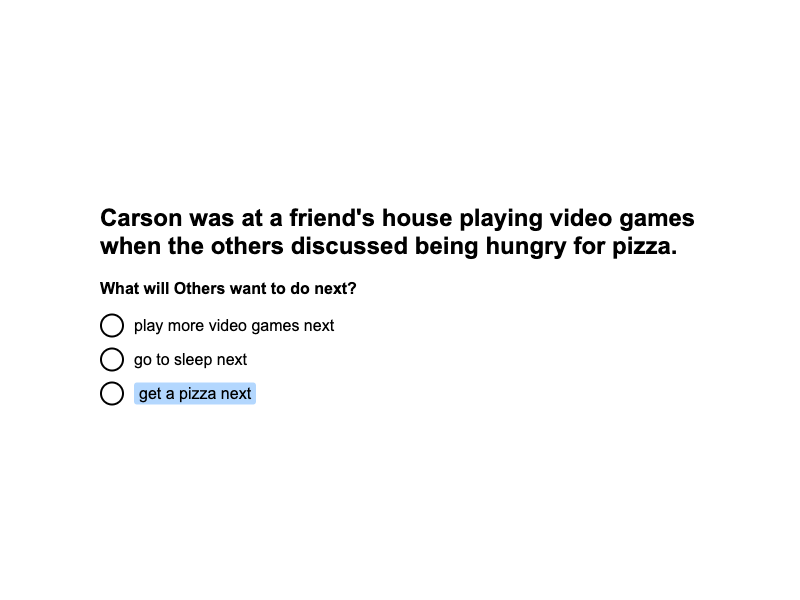 Carson was at a friend's house playing video games
when the others discussed being hungry for pizza.
What will Others want to do next?
play more video games next
go to sleep next
get a pizza next